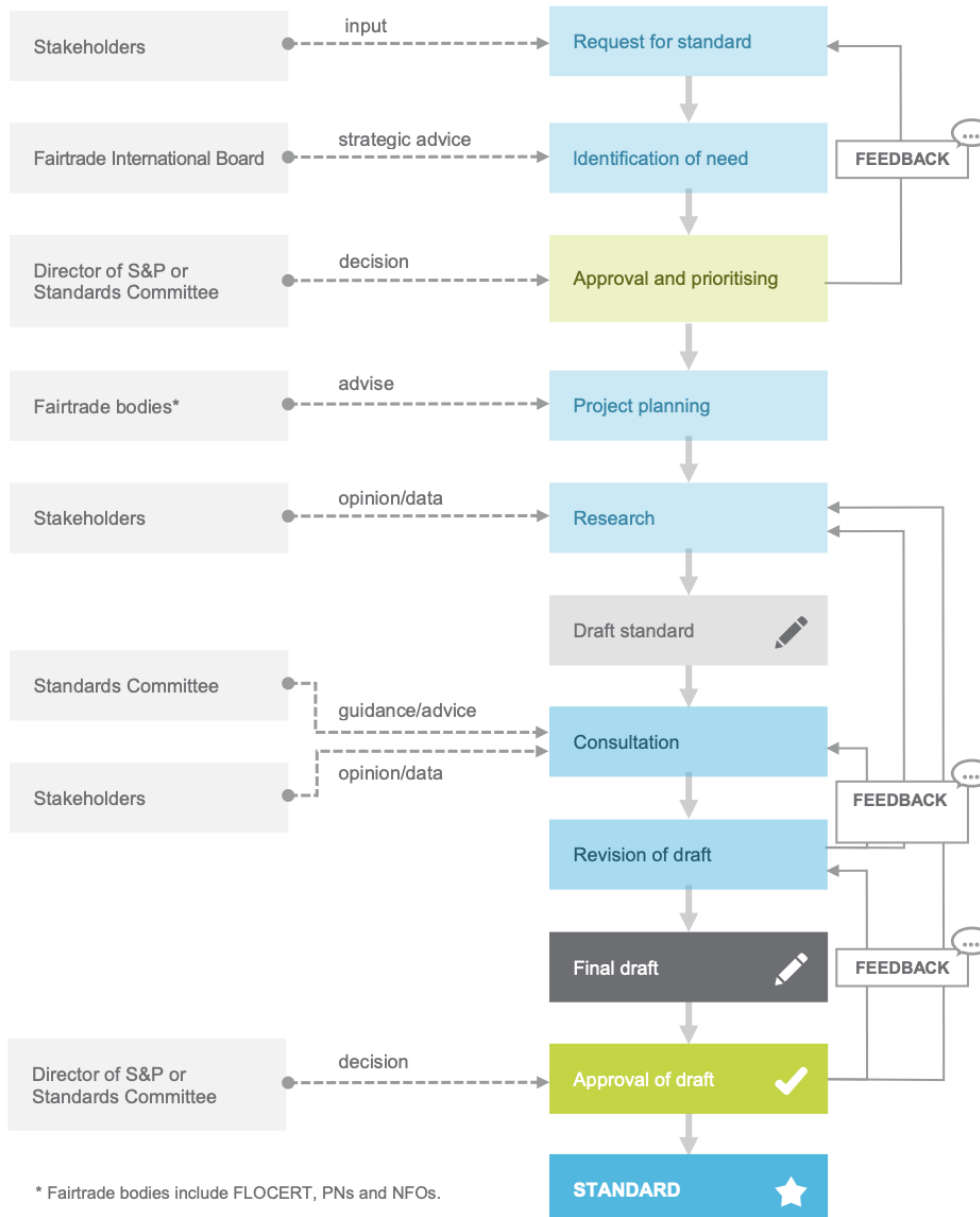 Stakeholders
input
Request for standard
Fairtrade International Board
strategic advice
Identification of need
FEEDBACK
Director of S&P or
Standards Committee
decision
Approval and prioritising
Fairtrade bodies*
advise
Project planning
Stakeholders
opinion/data
Research
Draft standard
Standards Committee
guidance/advice
Consultation
Stakeholders
opinion/data
FEEDBACK
Revision of draft
Final draft
FEEDBACK
Director of S&P or
Standards Committee
decision
Approval of draft
* Fairtrade bodies include FLOCERT, PNs and NFOs.
STANDARD